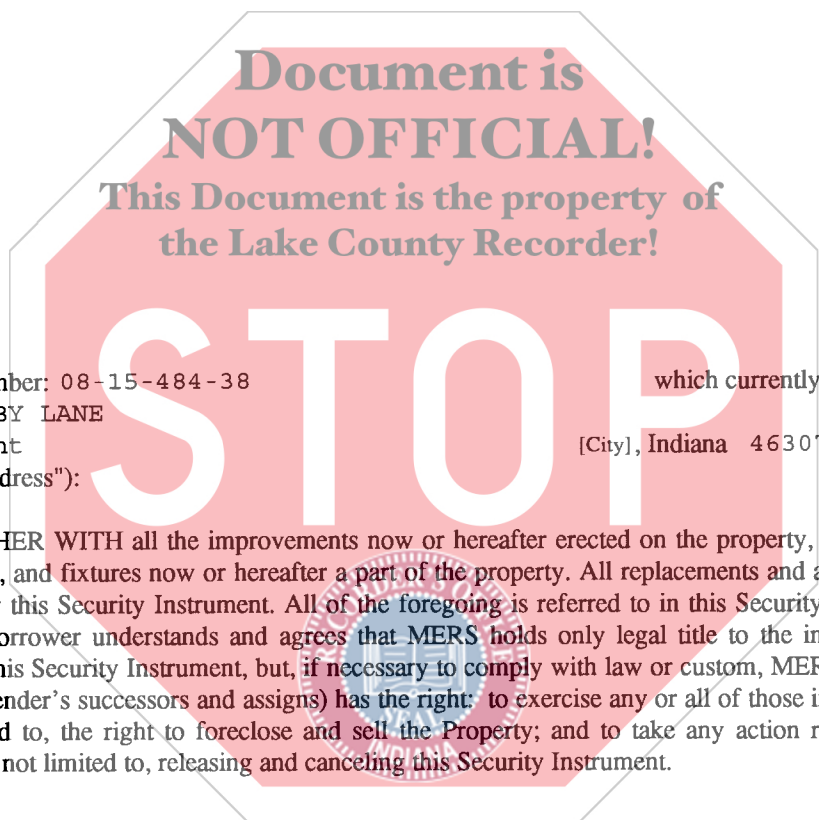 Document is
NOT OFFICIAL!
This Document is the property of
the Lake County Recorder!
STOP
nber: 08-15-484-38 which currently
BY LANE
nt [City], Indiana 46307
dress"):
HER WITH all the improvements now or hereafter erected on the property,
, and fixtures now or hereafter a part of the property. All replacements and a
this Security Instrument. All of the foregoing is referred to in this Security
orrower understands and agrees that MERS holds only legal title to the in
his Security Instrument, but, if necessary to comply with law or custom, MER
ender's successors and assigns) has the right: to exercise any or all of those i
d to, the right to foreclose and sell the Property; and to take any action r
not limited to, releasing and canceling this Security Instrument.
SEAL
INDIANA